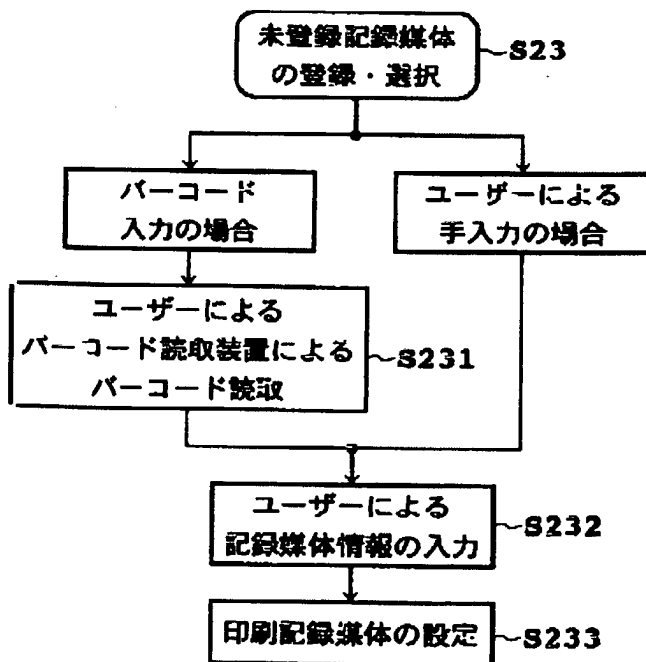 未登録記録媒体
の登録・選択
S23
バーコード
入力の場合
ユーザーによる
手入力の場合
ユーザーによる
バーコード読取装置による
バーコード読取
S231
ユーザーによる
記録媒体情報の入力
S232
印刷記録媒体の設定
S233